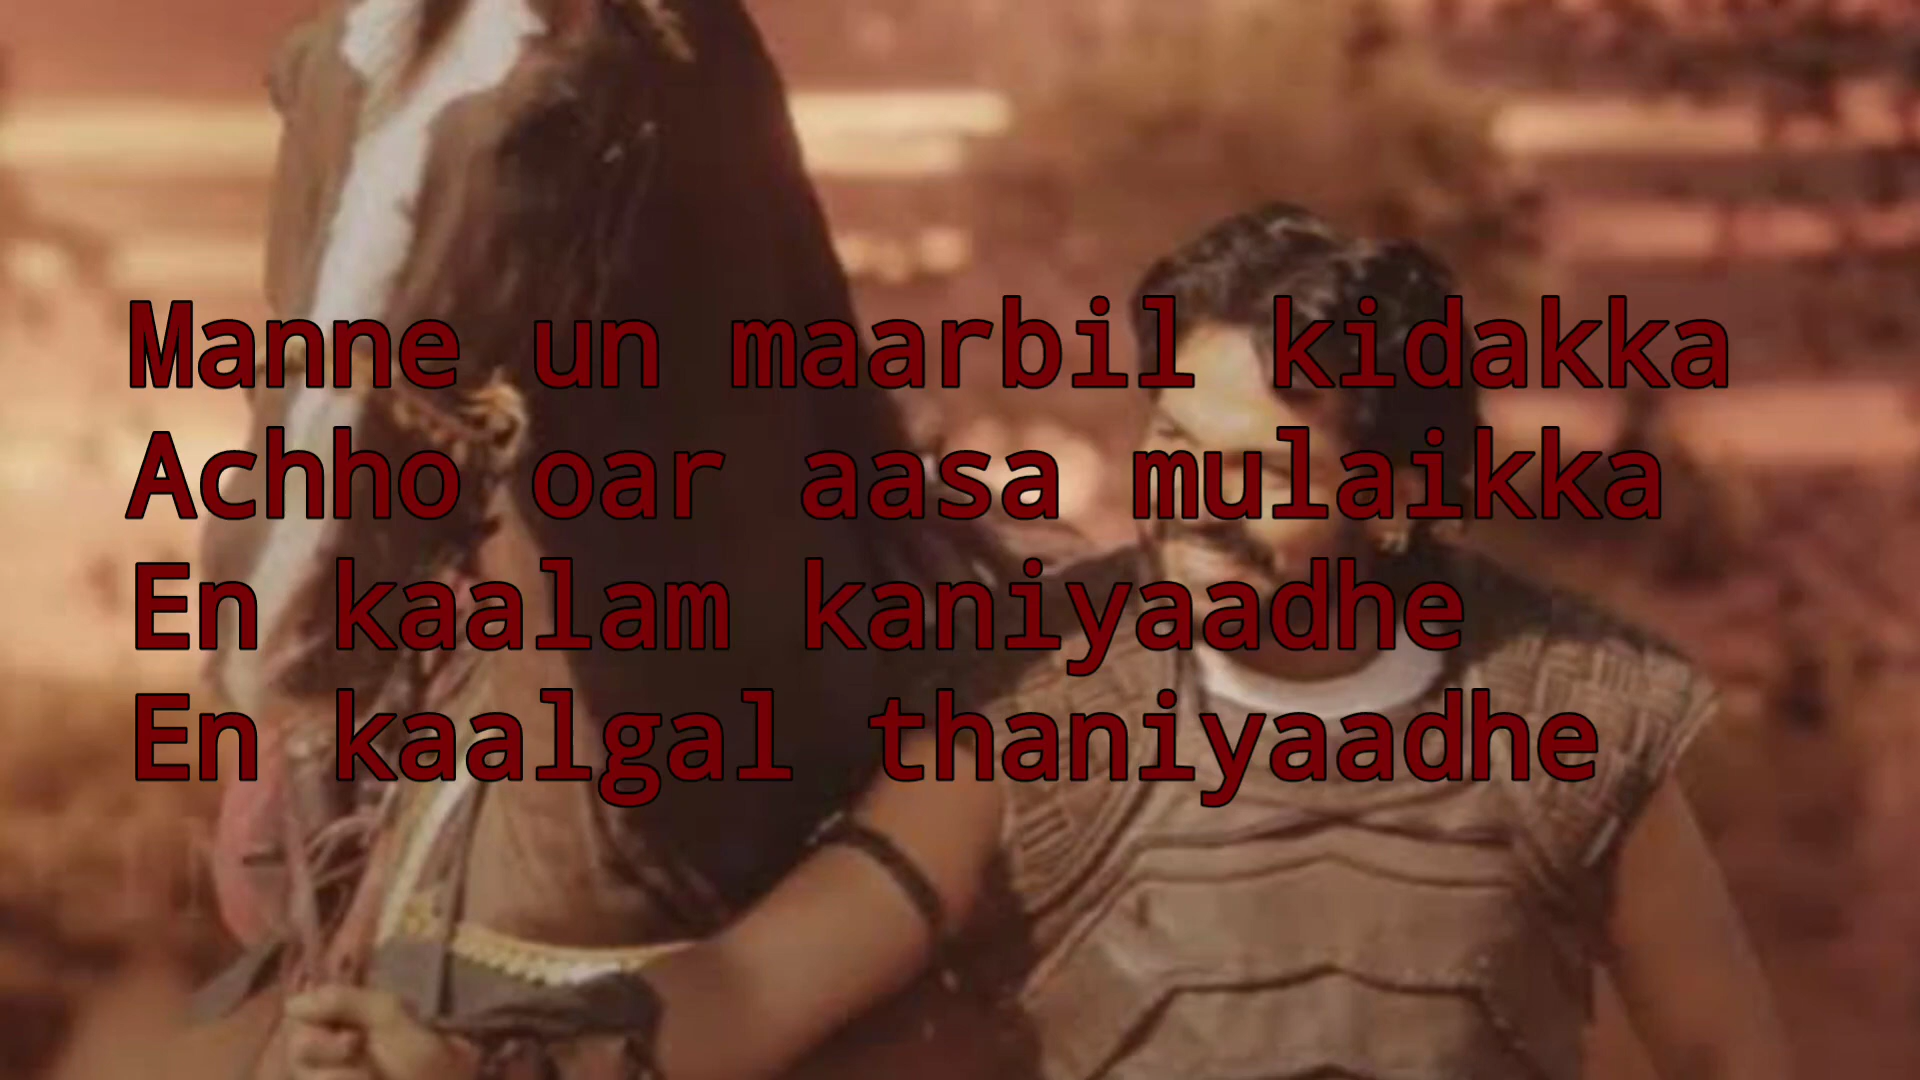 Manne un maarbil kidakka
Achho oar aasa mulaikka
En kaalam kaniyaadhe
En kaalgal thaniyaadhe